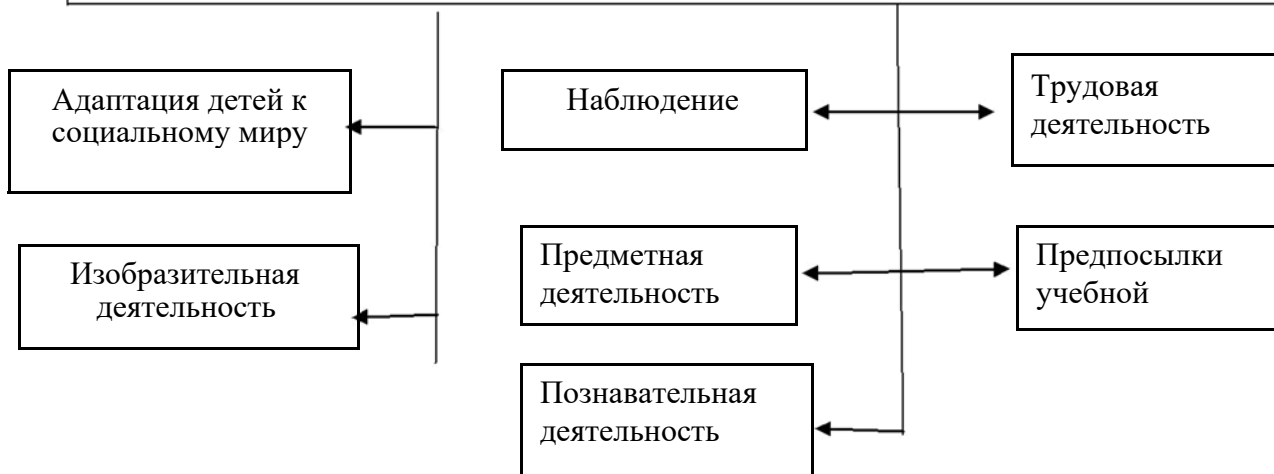 Адаптация детей к
социальному миру
Наблюдение
Трудовая
деятельность
Изобразительная
деятельность
Предметная
деятельность
Предпосылки
учебной
Познавательная
деятельность